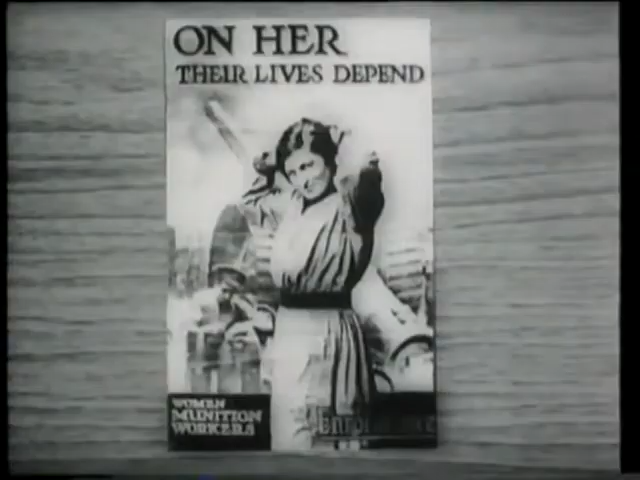 ON HER
THEIR LIVES DEPEND
WOMEN
MUNITION
WORKERS